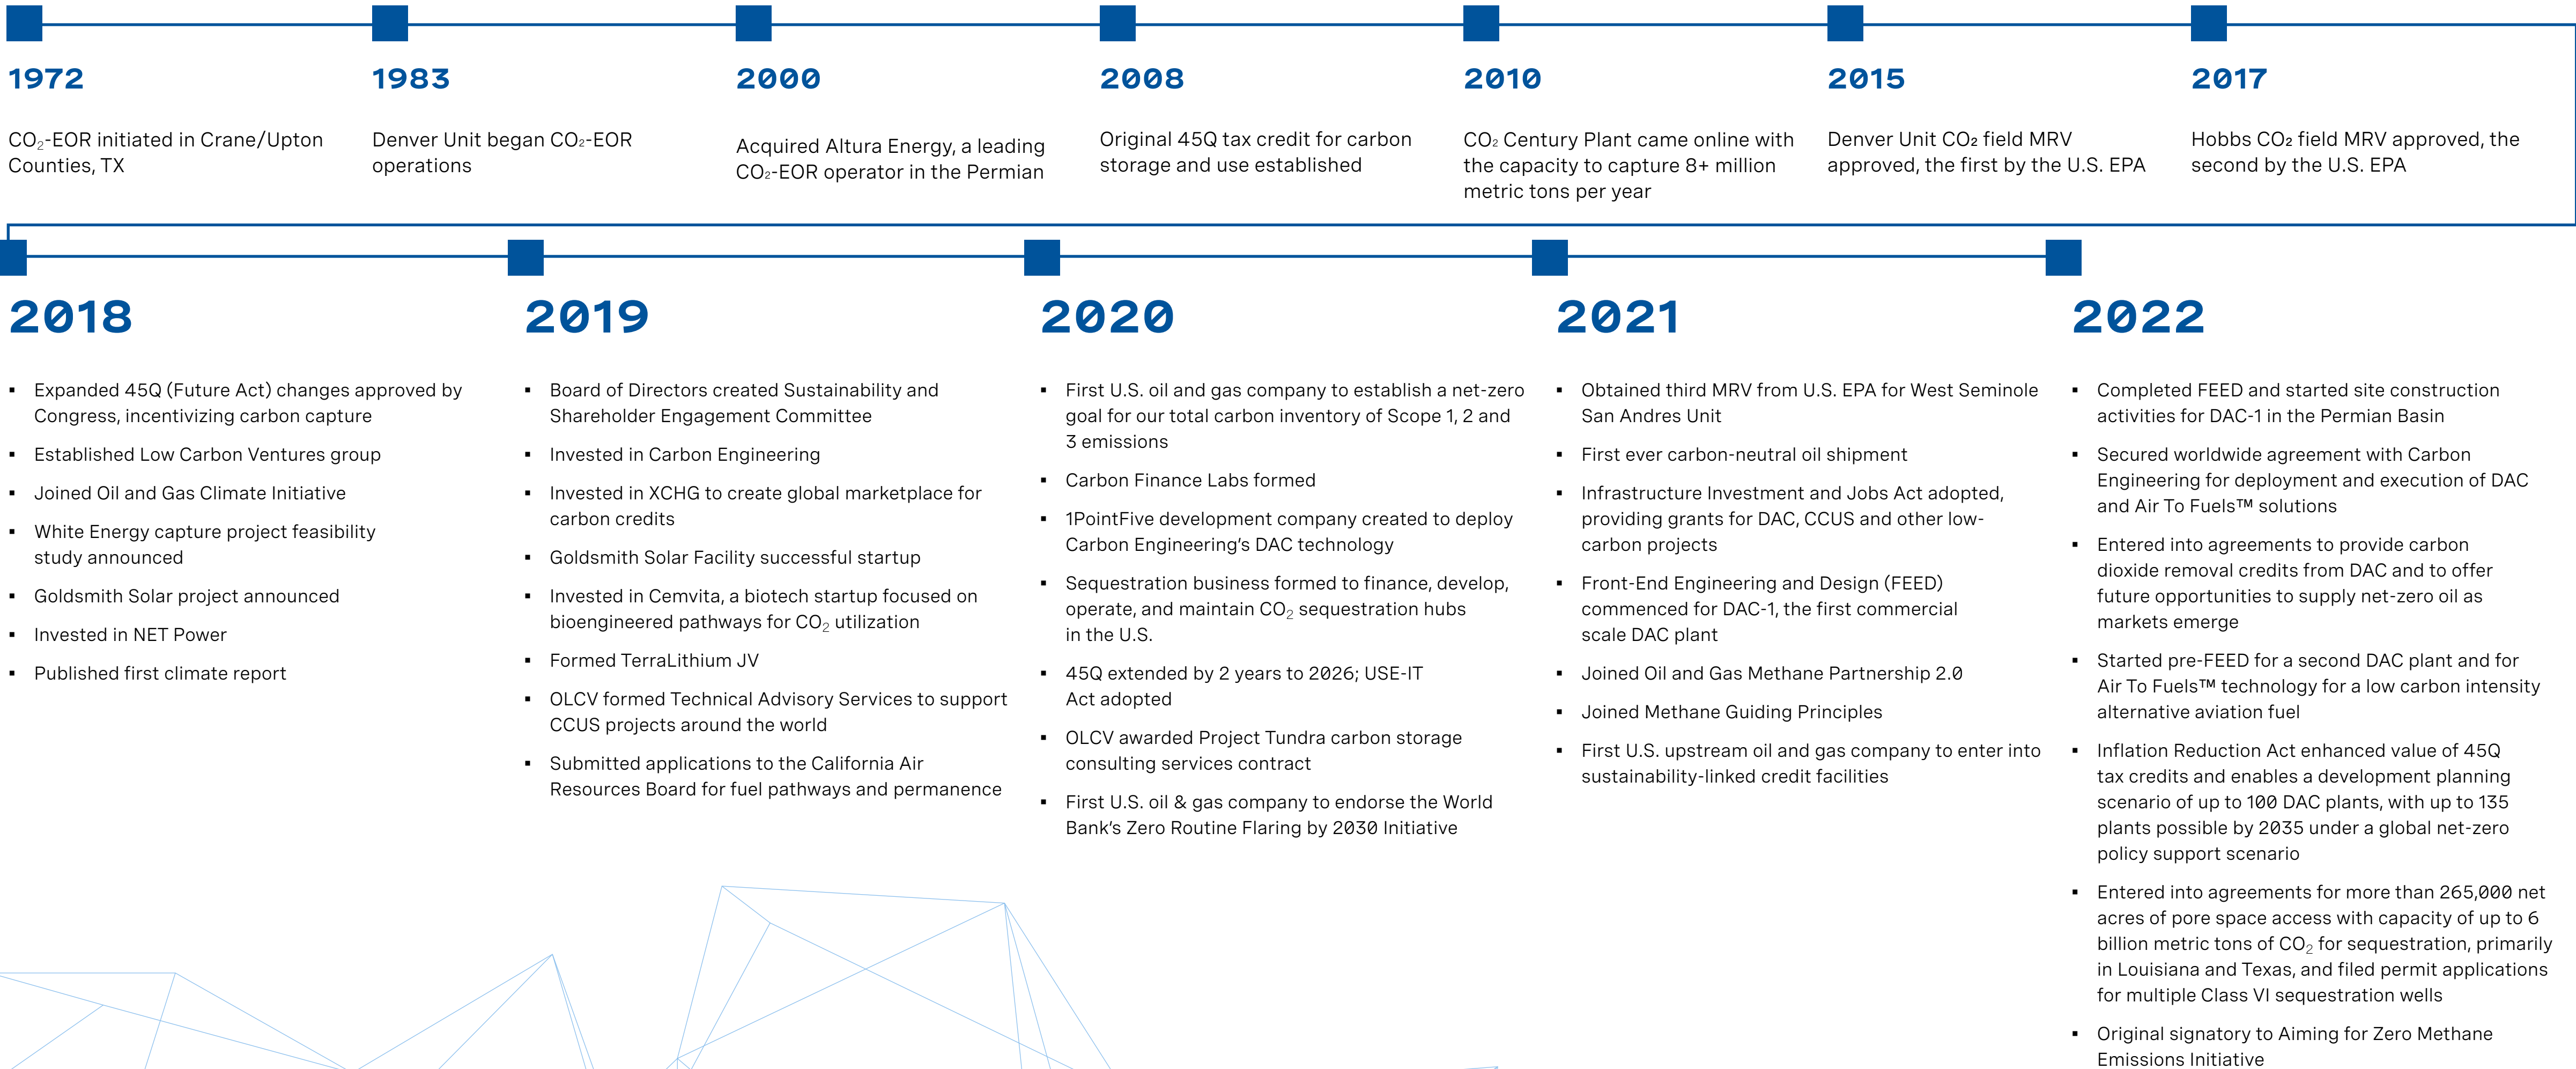 1972
CO₂-EOR initiated in Crane/Upton
Counties, TX
1983
Denver Unit began CO₂-EOR
operations
2000
Acquired Altura Energy, a leading
CO₂-EOR operator in the Permian
2008
Original 45Q tax credit for carbon
storage and use established
2010
CO₂ Century Plant came online with
the capacity to capture 8+ million
metric tons per year
2015
Denver Unit CO₂ field MRV
approved, the first by the U.S. EPA
2017
Hobbs CO₂ field MRV approved, the
second by the U.S. EPA
2018
▪ Expanded 45Q (Future Act) changes approved by
Congress, incentivizing carbon capture
▪ Established Low Carbon Ventures group
▪ Joined Oil and Gas Climate Initiative
▪ White Energy capture project feasibility
study announced
▪ Goldsmith Solar project announced
▪ Invested in NET Power
▪ Published first climate report
2019
▪ Board of Directors created Sustainability and
Shareholder Engagement Committee
▪ Invested in Carbon Engineering
▪ Invested in XCHG to create global marketplace for
carbon credits
▪ Goldsmith Solar Facility successful startup
▪ Invested in Cemvita, a biotech startup focused on
bioengineered pathways for CO₂ utilization
▪ Formed TerraLithium JV
▪ OLCV formed Technical Advisory Services to support
CCUS projects around the world
▪ Submitted applications to the California Air
Resources Board for fuel pathways and permanence
2020
▪ First U.S. oil and gas company to establish a net-zero
goal for our total carbon inventory of Scope 1, 2 and
3 emissions
▪ Carbon Finance Labs formed
▪ 1PointFive development company created to deploy
Carbon Engineering’s DAC technology
▪ Sequestration business formed to finance, develop,
operate, and maintain CO₂ sequestration hubs
in the U.S.
▪ 45Q extended by 2 years to 2026; USE-IT
Act adopted
▪ OLCV awarded Project Tundra carbon storage
consulting services contract
▪ First U.S. oil & gas company to endorse the World
Bank’s Zero Routine Flaring by 2030 Initiative
2021
▪ Obtained third MRV from U.S. EPA for West Seminole
San Andres Unit
▪ First ever carbon-neutral oil shipment
▪ Infrastructure Investment and Jobs Act adopted,
providing grants for DAC, CCUS and other low-
carbon projects
▪ Front-End Engineering and Design (FEED)
commenced for DAC-1, the first commercial
scale DAC plant
▪ Joined Oil and Gas Methane Partnership 2.0
▪ Joined Methane Guiding Principles
▪ First U.S. upstream oil and gas company to enter into
sustainability-linked credit facilities
2022
▪ Completed FEED and started site construction
activities for DAC-1 in the Permian Basin
▪ Secured worldwide agreement with Carbon
Engineering for deployment and execution of DAC
and Air To Fuels™ solutions
▪ Entered into agreements to provide carbon
dioxide removal credits from DAC and to offer
future opportunities to supply net-zero oil as
markets emerge
▪ Started pre-FEED for a second DAC plant and for
Air To Fuels™ technology for a low carbon intensity
alternative aviation fuel
▪ Inflation Reduction Act enhanced value of 45Q
tax credits and enables a development planning
scenario of up to 100 DAC plants, with up to 135
plants possible by 2035 under a global net-zero
policy support scenario
▪ Entered into agreements for more than 265,000 net
acres of pore space access with capacity of up to 6
billion metric tons of CO₂ for sequestration, primarily
in Louisiana and Texas, and filed permit applications
for multiple Class VI sequestration wells
▪ Original signatory to Aiming for Zero Methane
Emissions Initiative